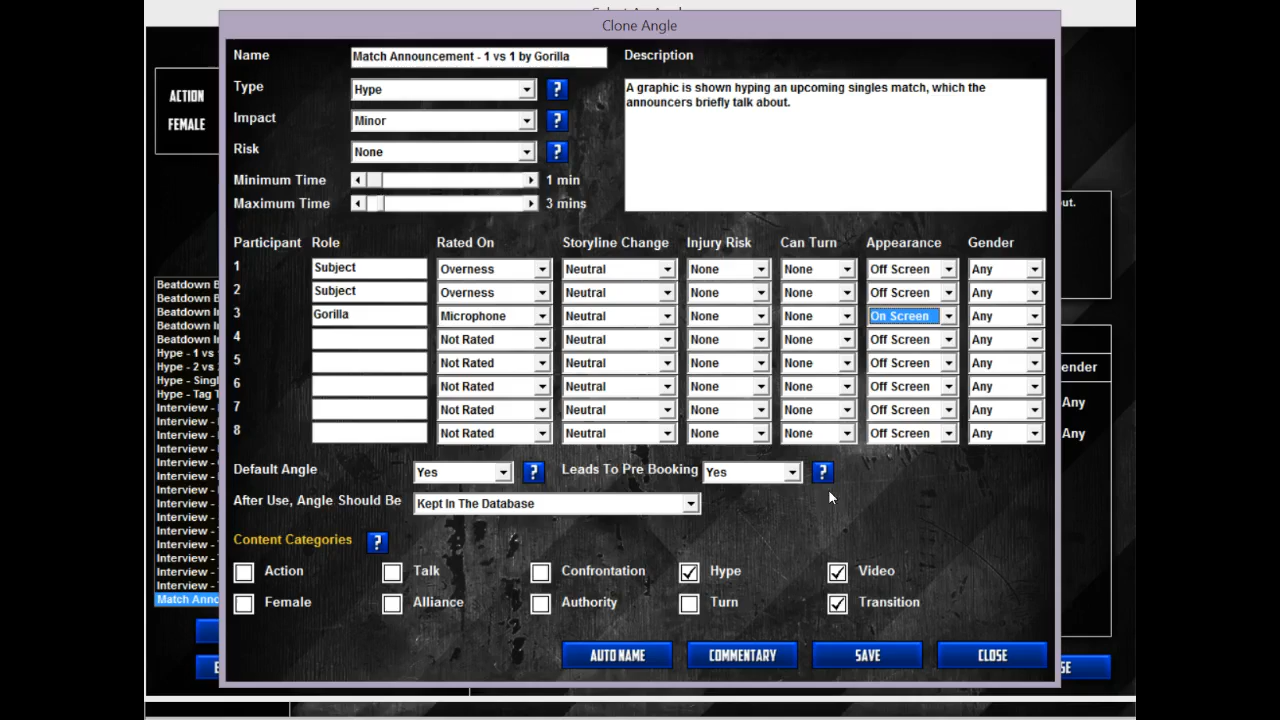 Clone Angle
Name
Match Announcement - 1 vs 1 by Gorilla
Description
Type
Hype
?
A graphic is shown hyping an upcoming singles match, which the
announcers briefly talk about.
Impact
Minor
?
Risk
None
?
Minimum Time
1 min
Maximum Time
3 mins
ACTION
FEMALE
Participant Role Rated On Storyline Change Injury Risk Can Turn Appearance Gender
1 Subject Overness Neutral None None Off Screen Any
2 Subject Overness Neutral None None Off Screen Any
3 Gorilla Microphone Neutral None None On Screen Any
4 Not Rated Neutral None None Off Screen Any
5 Not Rated Neutral None None Off Screen Any
6 Not Rated Neutral None None Off Screen Any
7 Not Rated Neutral None None Off Screen Any
8 Not Rated Neutral None None Off Screen Any
Default Angle Yes ? Leads To Pre Booking Yes ?
After Use, Angle Should Be Kept In The Database
Content Categories ?
Action Talk Confrontation Hype Video
Female Alliance Authority Turn Transition
AUTO NAME COMMENTARY SAVE CLOSE
Beatdown B
Beatdown B
Beatdown I
Beatdown I
Beatdown I
Hype - 1 vs
Hype - 2 vs
Hype - Sing
Hype - Tag T
Interview -
Interview -
Interview -
Interview -
Interview -
Interview -
Interview -
Interview -
Interview -
Interview -
Interview -
Interview -
Interview -
Interview -
Match Anno
out.
ender
Any
Any